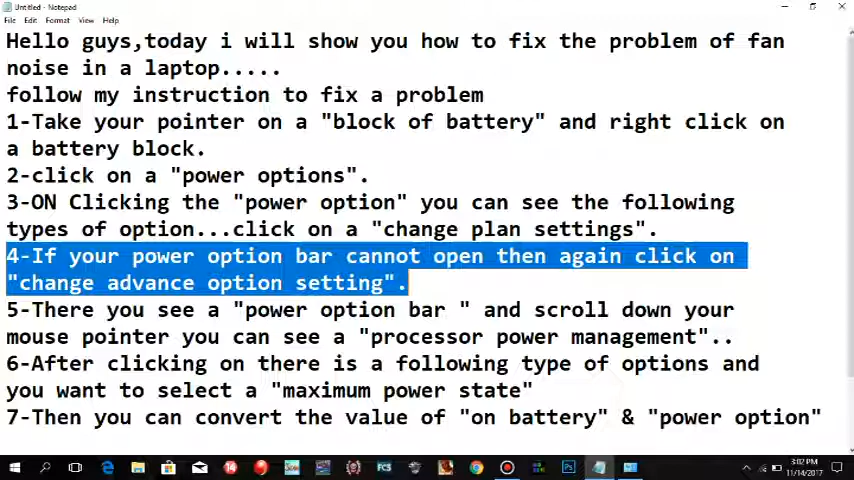 Untitled - Notepad
File Edit Format View Help
Hello guys,today i will show you how to fix the problem of fan
noise in a laptop.....
follow my instruction to fix a problem
1-Take your pointer on a "block of battery" and right click on
a battery block.
2-click on a "power options".
3-ON Clicking the "power option" you can see the following
types of option...click on a "change plan settings".
4-If your power option bar cannot open then again click on
"change advance option setting".
5-There you see a "power option bar " and scroll down your
mouse pointer you can see a "processor power management"..
6-After clicking on there is a following type of options and
you want to select a "maximum power state"
7-Then you can convert the value of "on battery" & "power option"
FCS
Ps
3:02 PM
11/14/2017